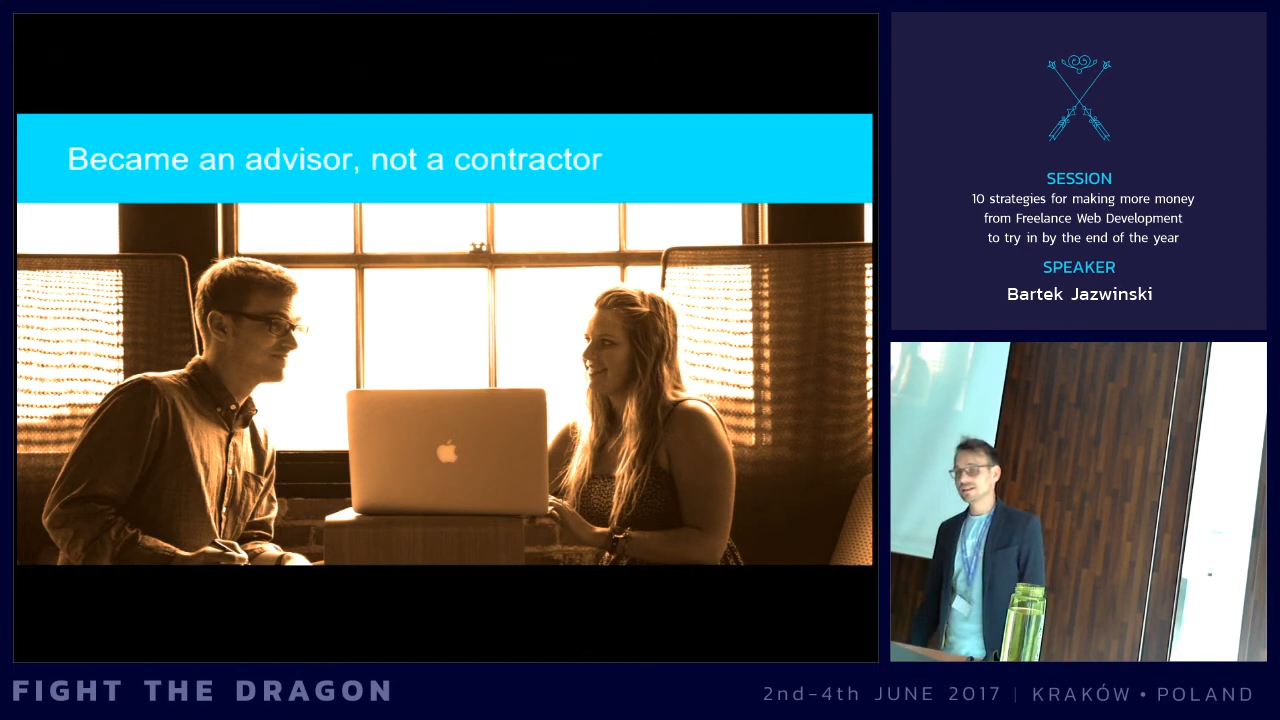 Became an advisor, not a contractor
SESSION
10 strategies for making more money
from Freelance Web Development
to try in by the end of the year
SPEAKER
Bartek Jazwinski
FIGHT THE DRAGON
2nd-4th JUNE 2017 | KRAKÓW • POLAND